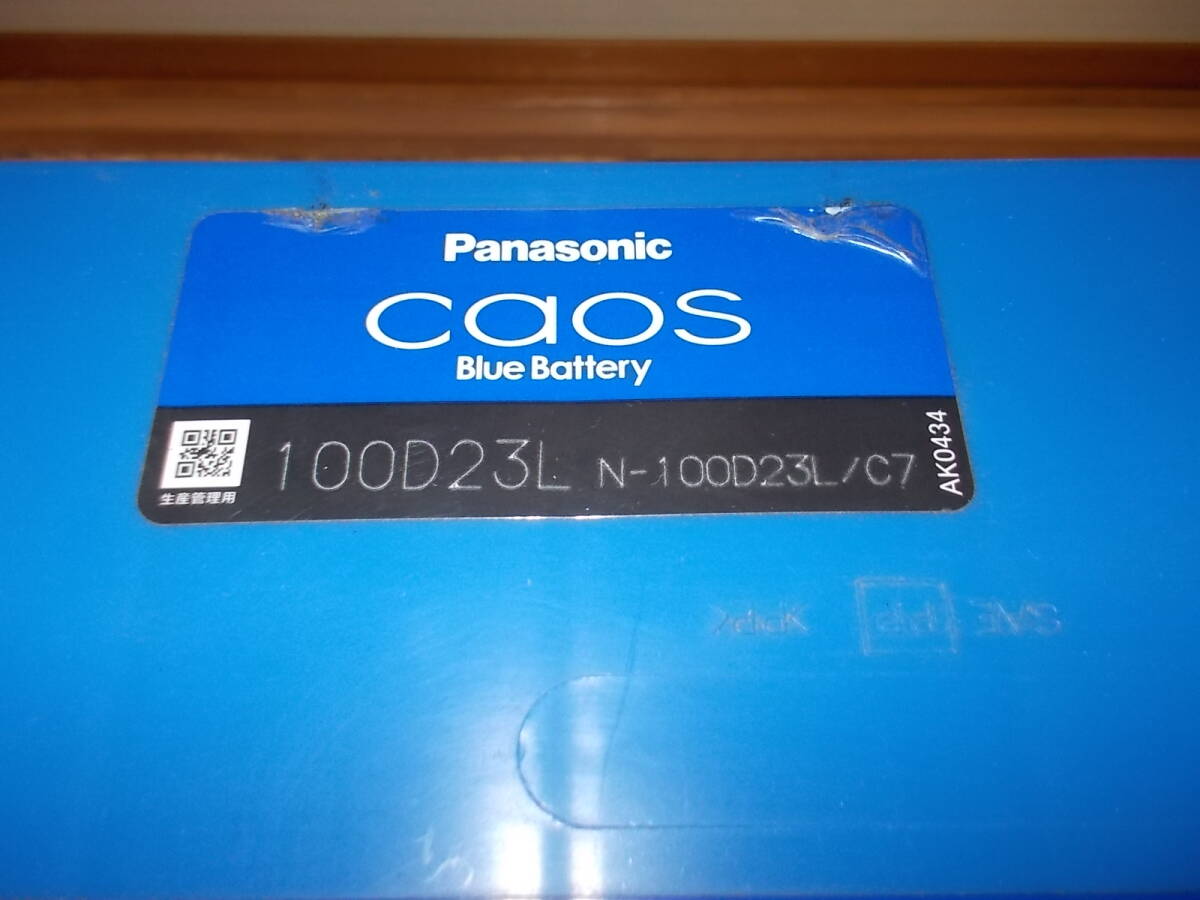 Panasonic
caos
Blue Battery
100D23L N-100D23L/C7
AK0434
生産管理用